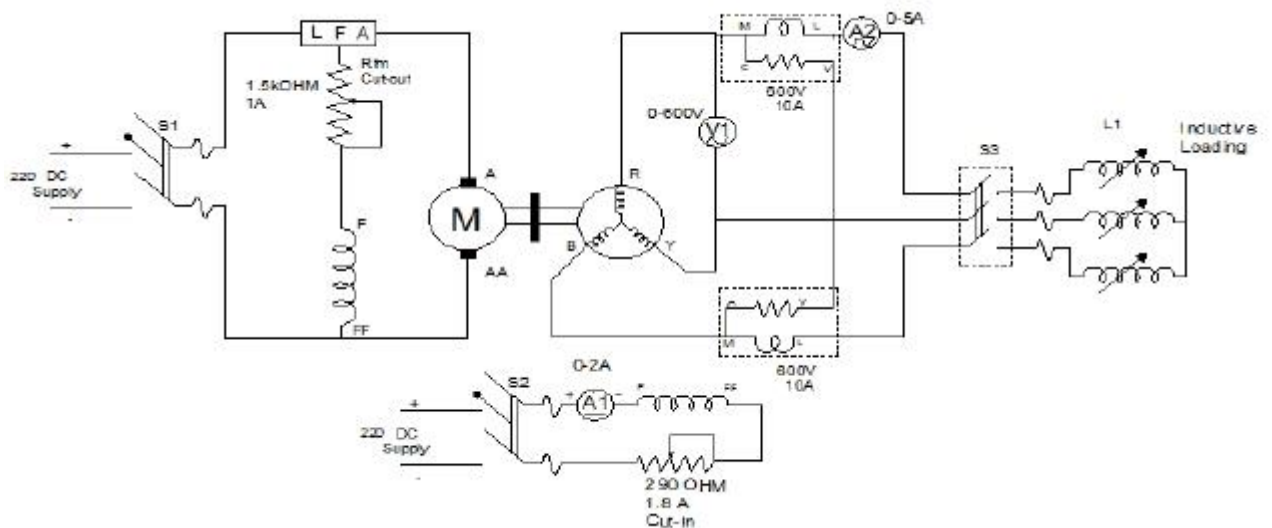 L F A
Rfm
Cut-out
1.5kOHM
1A
S1
+
220 DC
Supply
-
F
FF
A
M
AA
R
B
Y
0-600V
V1
M
L
C
V
600V
10A
A2
0-5A
S3
L1
Inductive
Loading
C
V
M
L
600V
10A
0-2A
S2
+
A1
-
F
FF
+
220 DC
Supply
-
290 OHM
1.8 A
Cut-in